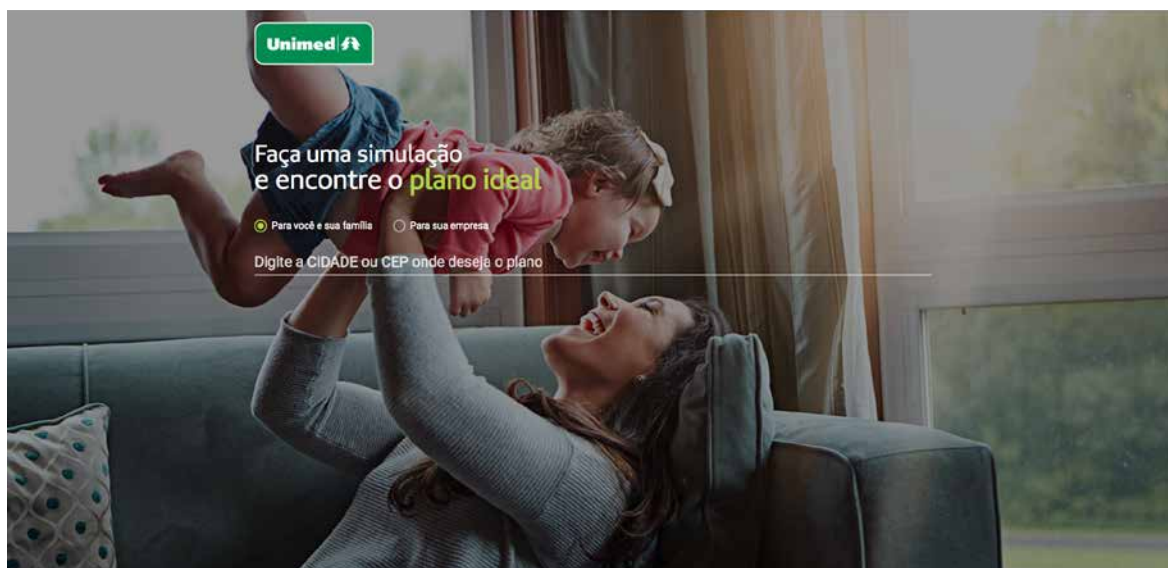 Unimed
Faça uma simulação
e encontre o plano ideal
Para você e sua família Para sua empresa
Digite a CIDADE ou CEP onde deseja o plano